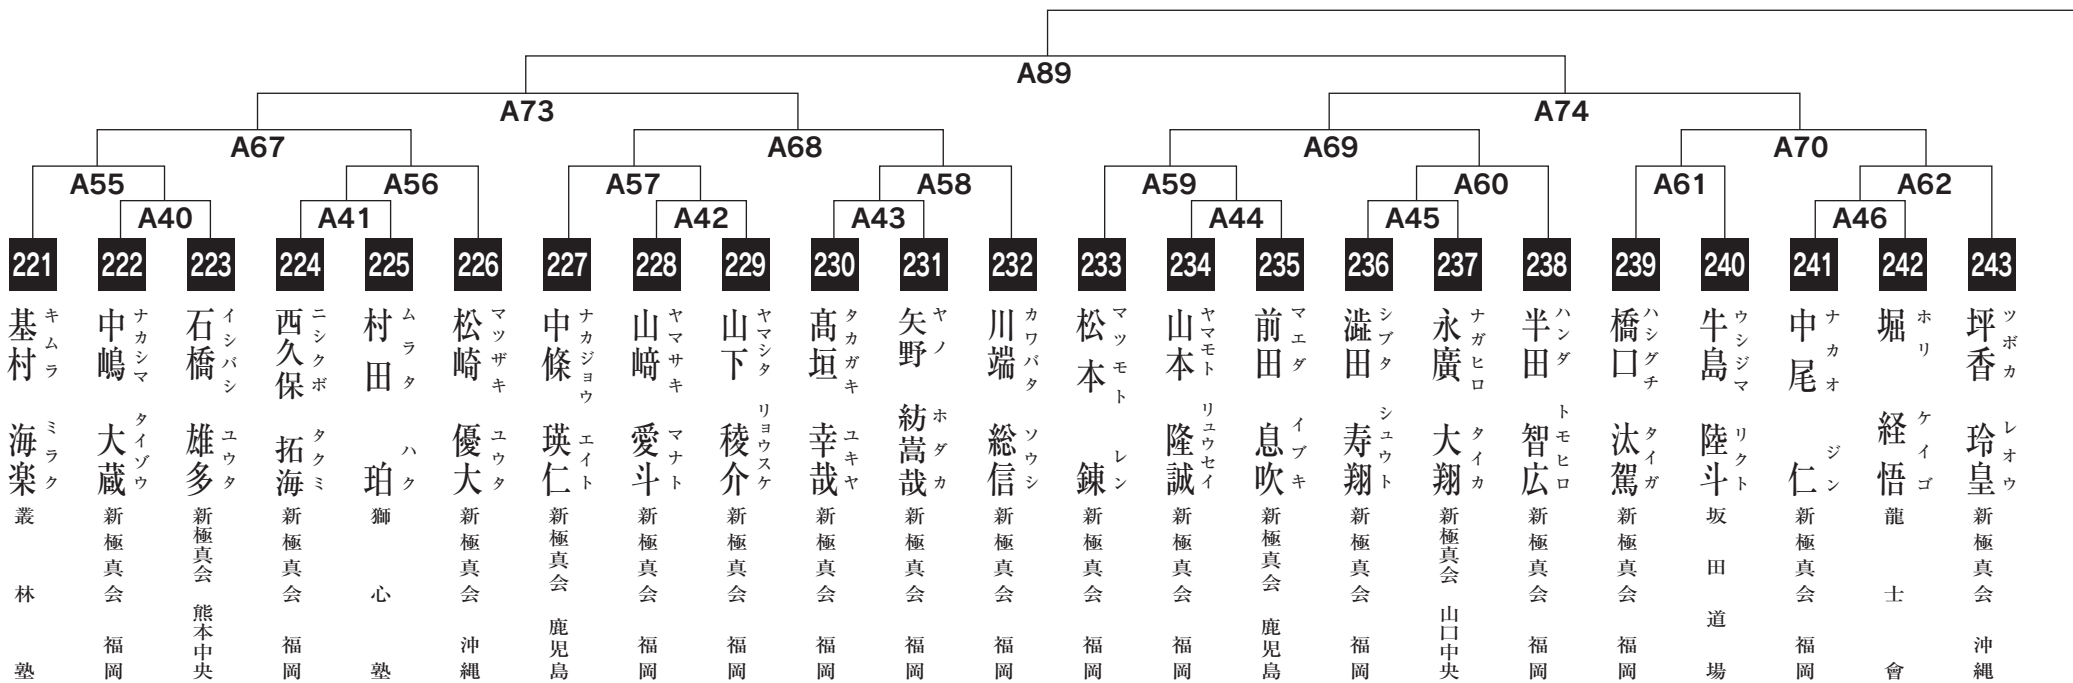 A89
A73
A74
A67
A68
A69
A70
A55
A56
A57
A58
A59
A60
A61
A62
A40
A41
A42
A43
A44
A45
A46
221
基村 海楽
キムラ ミラク
叢林塾
222
中嶋 大蔵
ナカシマ タイゾウ
新極真会 福岡
223
石橋 雄多
イシバシ ユウタ
新極真会 熊本中央
224
西久保 拓海
ニシクボ タクミ
新極真会 福岡
225
村田 珀
ムラタ ハク
獅心塾
226
松崎 優大
マツザキ ユウタ
新極真会 沖縄
227
中條 瑛仁
ナカジョウ エイト
新極真会 鹿児島
228
山﨑 愛斗
ヤマサキ マナト
新極真会 福岡
229
山下 稜介
ヤマシタ リョウスケ
新極真会 福岡
230
髙垣 幸哉
タカガキ ユキヤ
新極真会 福岡
231
矢野 紡嵩哉
ヤノ ホダカ
新極真会 福岡
232
川端 総信
カワバタ ソウシ
新極真会 福岡
233
松本 錬
マツモト レン
新極真会 福岡
234
山本 隆誠
ヤマモト リュウセイ
新極真会 福岡
235
前田 息吹
マエダ イブキ
新極真会 鹿児島
236
澁田 寿翔
シブタ シュウト
新極真会 福岡
237
永廣 大翔
ナガヒロ タイカ
新極真会 山口中央
238
半田 智広
ハンダ トモヒロ
新極真会 福岡
239
橋口 汰駕
ハシグチ タイガ
新極真会 福岡
240
牛島 陸斗
ウシジマ リクト
坂田道場
241
中尾 仁
ナカオ ジン
新極真会 福岡
242
堀 経悟
ホリ ケイゴ
龍士會
243
坪香 玲皇
ツボカ レオウ
新極真会 沖縄